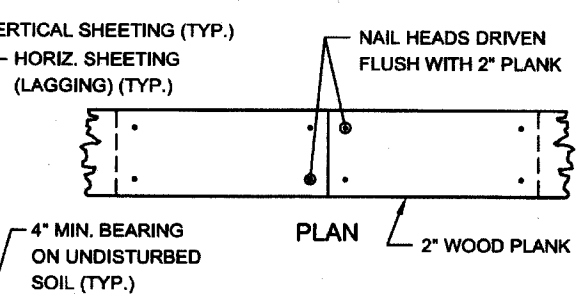 ERTICAL SHEETING (TYP.)
HORIZ. SHEETING
(LAGGING) (TYP.)
NAIL HEADS DRIVEN
FLUSH WITH 2" PLANK
4" MIN. BEARING
ON UNDISTURBED
SOIL (TYP.)
PLAN
2" WOOD PLANK